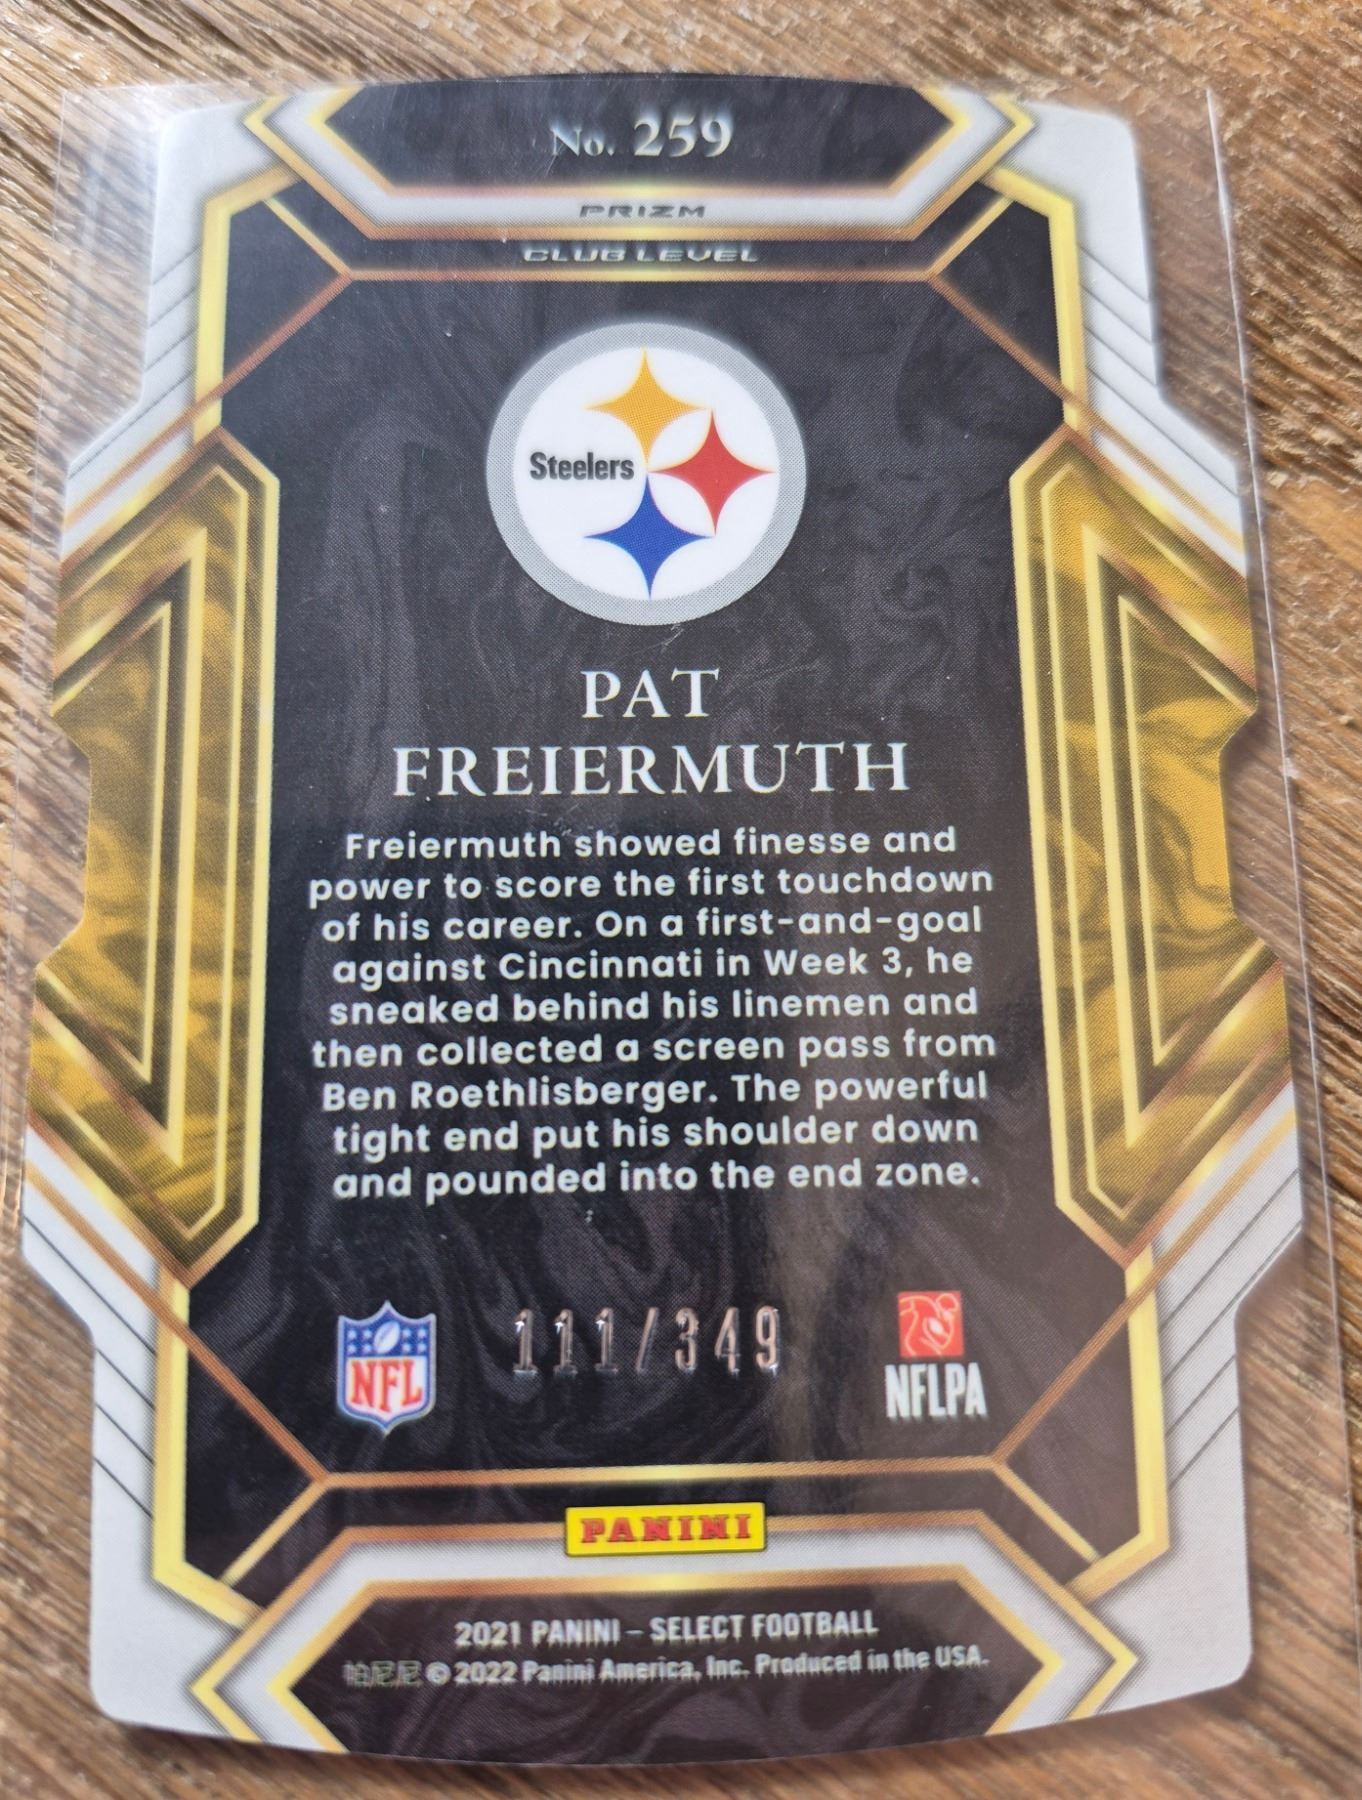 No. 259
PRIZM
CLUB LEVEL
Steelers
PAT
FREIERMUTH
Freiermuth showed finesse and
power to score the first touchdown
of his career. On a first-and-goal
against Cincinnati in Week 3, he
sneaked behind his linemen and
then collected a screen pass from
Ben Roethlisberger. The powerful
tight end put his shoulder down
and pounded into the end zone.
NFL 111/349 NFLPA
PANINI
2021 PANINI – SELECT FOOTBALL
帕尼尼 © 2022 Panini America, Inc. Produced in the USA.